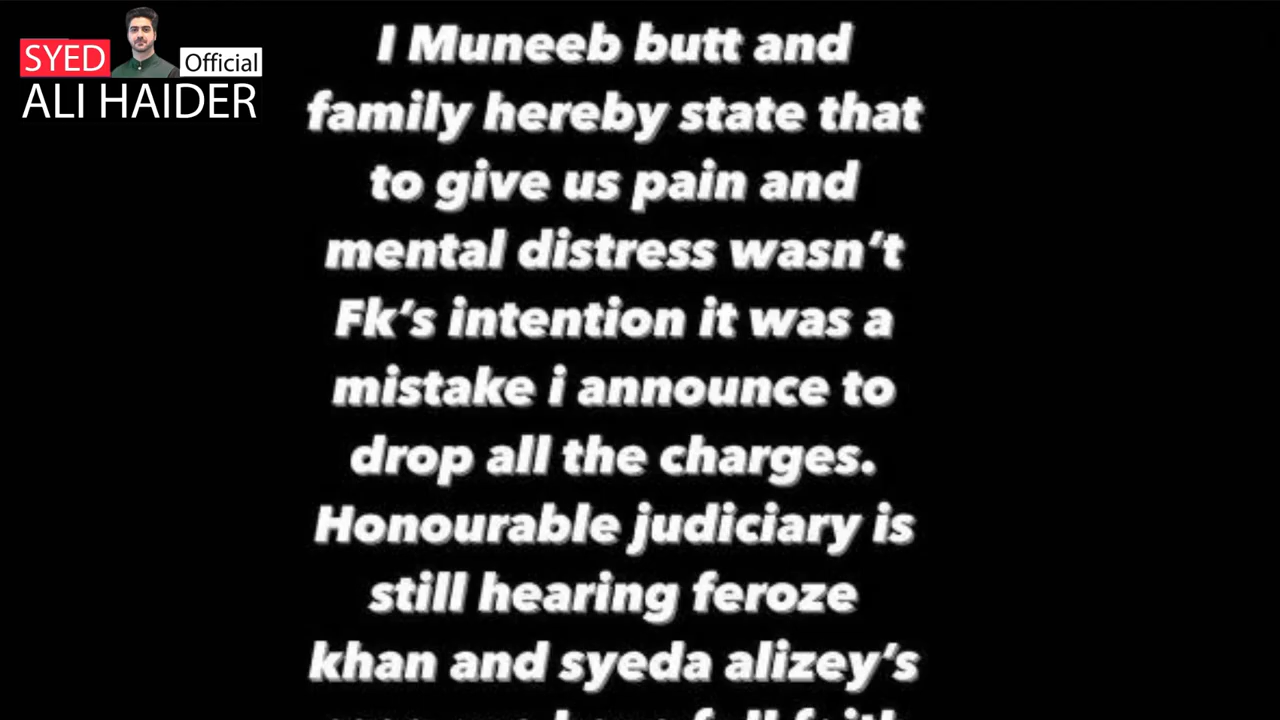 SYED
Official
ALI HAIDER
I Muneeb butt and
family hereby state that
to give us pain and
mental distress wasn't
Fk's intention it was a
mistake i announce to
drop all the charges.
Honourable judiciary is
still hearing feroze
khan and syeda alizey's
full faith